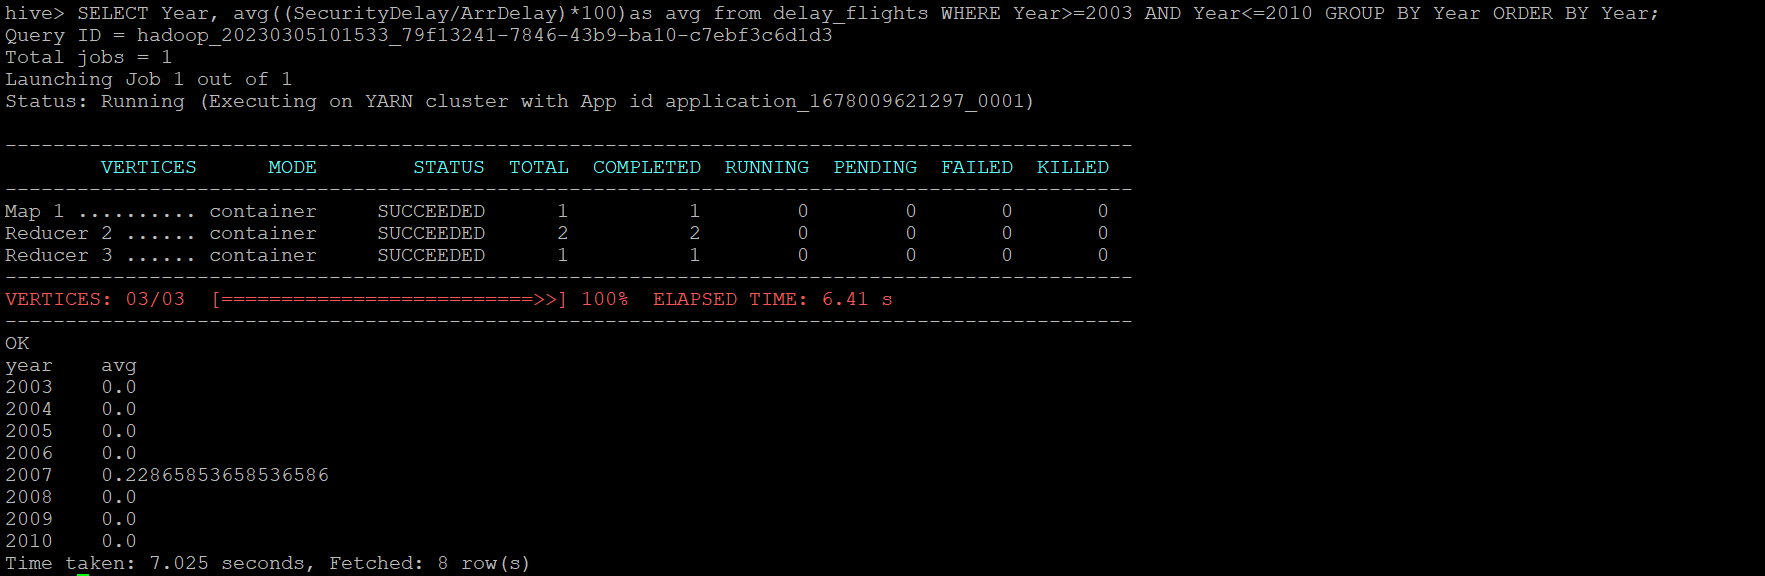 hive> SELECT Year, avg((SecurityDelay/ArrDelay)*100)as avg from delay_flights WHERE Year>=2003 AND Year<=2010 GROUP BY Year ORDER BY Year;
Query ID = hadoop_20230305101533_79f13241-7846-43b9-ba10-c7ebf3c6d1d3
Total jobs = 1
Launching Job 1 out of 1
Status: Running (Executing on YARN cluster with App id application_1678009621297_0001)

----------------------------------------------------------------------------------------------
        VERTICES      MODE        STATUS  TOTAL  COMPLETED  RUNNING  PENDING  FAILED  KILLED
----------------------------------------------------------------------------------------------
Map 1 .......... container     SUCCEEDED      1          1        0        0       0       0
Reducer 2 ...... container     SUCCEEDED      2          2        0        0       0       0
Reducer 3 ...... container     SUCCEEDED      1          1        0        0       0       0
----------------------------------------------------------------------------------------------
VERTICES: 03/03  [==========================>>] 100%  ELAPSED TIME: 6.41 s
----------------------------------------------------------------------------------------------
OK
year    avg
2003    0.0
2004    0.0
2005    0.0
2006    0.0
2007    0.22865853658536586
2008    0.0
2009    0.0
2010    0.0
Time taken: 7.025 seconds, Fetched: 8 row(s)